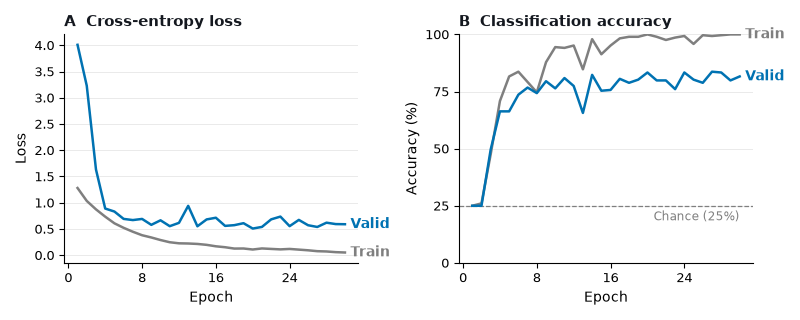 A Cross-entropy loss
Loss
4.0
3.5
3.0
2.5
2.0
1.5
1.0
0.5
0.0
0
8
16
24
Epoch
Valid
Train
B Classification accuracy
Accuracy (%)
100
75
50
25
0
0
8
16
24
Epoch
Train
Valid
Chance (25%)